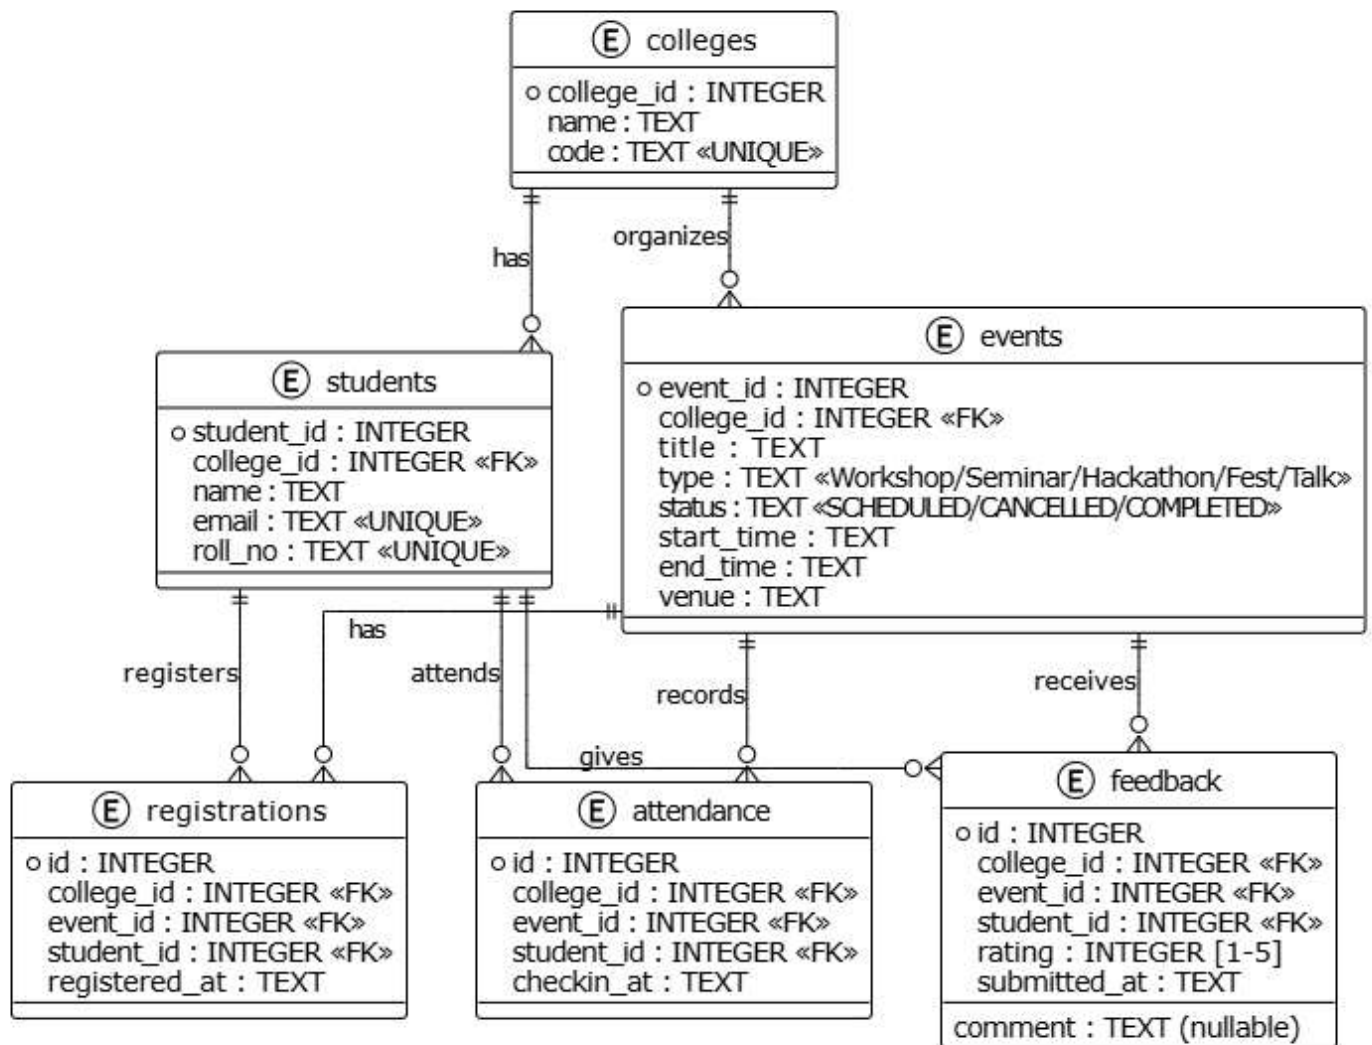 E colleges
college_id : INTEGER
name : TEXT
code : TEXT «UNIQUE»
has
organizes
E students
student_id : INTEGER
college_id : INTEGER «FK»
name : TEXT
email : TEXT «UNIQUE»
roll_no : TEXT «UNIQUE»
E events
event_id : INTEGER
college_id : INTEGER «FK»
title : TEXT
type : TEXT «Workshop/Seminar/Hackathon/Fest/Talk»
status : TEXT «SCHEDULED/CANCELLED/COMPLETED»
start_time : TEXT
end_time : TEXT
venue : TEXT
registers
has
attends
records
receives
gives
E registrations
id : INTEGER
college_id : INTEGER «FK»
event_id : INTEGER «FK»
student_id : INTEGER «FK»
registered_at : TEXT
E attendance
id : INTEGER
college_id : INTEGER «FK»
event_id : INTEGER «FK»
student_id : INTEGER «FK»
checkin_at : TEXT
E feedback
id : INTEGER
college_id : INTEGER «FK»
event_id : INTEGER «FK»
student_id : INTEGER «FK»
rating : INTEGER [1-5]
submitted_at : TEXT
comment : TEXT (nullable)